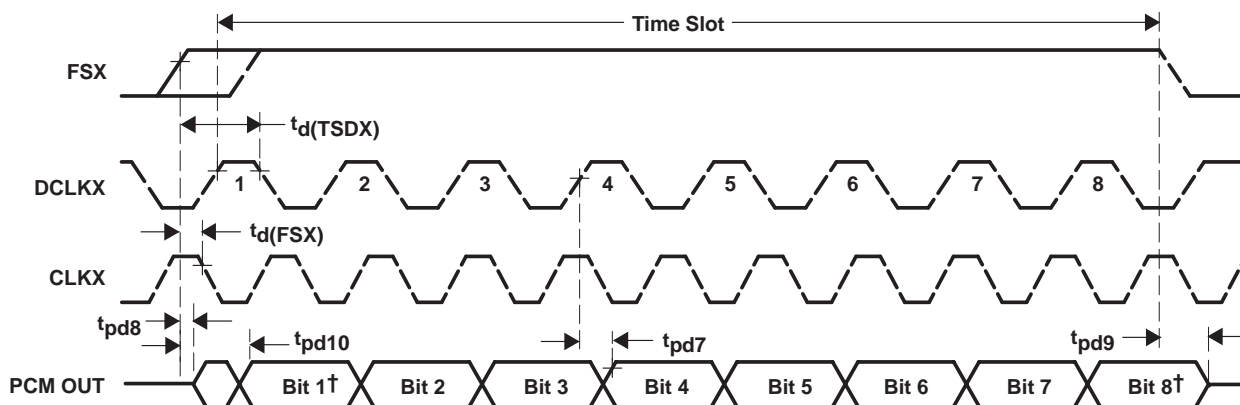 Time Slot
FSX
td(TSDX)
DCLKX
1 2 3 4 5 6 7 8
td(FSX)
CLKX
tpd8
tpd10
tpd7
tpd9
PCM OUT
Bit 1† Bit 2 Bit 3 Bit 4 Bit 5 Bit 6 Bit 7 Bit 8†